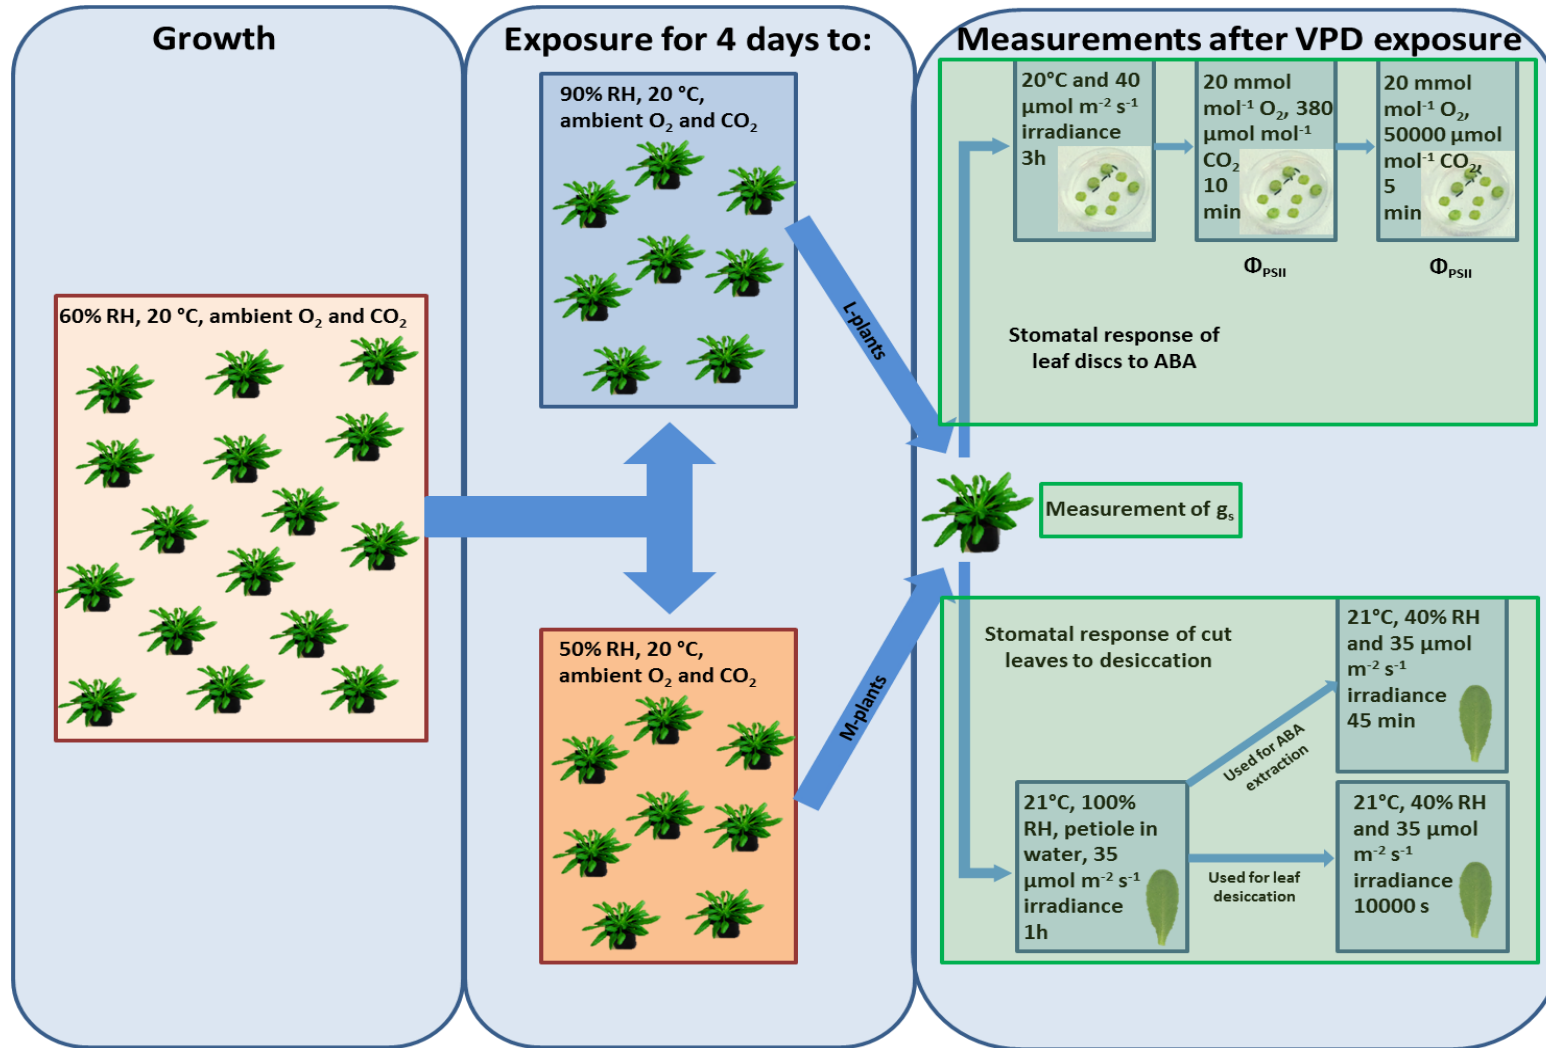 Growth
60% RH, 20 °C, ambient O₂ and CO₂
Exposure for 4 days to:
90% RH, 20 °C,
ambient O₂ and CO₂
L-plants
50% RH, 20 °C,
ambient O₂ and CO₂
M-plants
Measurements after VPD exposure
20°C and 40
μmol m⁻² s⁻¹
irradiance
3h
20 mmol
mol⁻¹ O₂, 380
μmol mol⁻¹
CO₂
10
min
Φ_PSII
20 mmol
mol⁻¹ O₂,
50000 μmol
mol⁻¹ CO₂,
5
min
Φ_PSII
Stomatal response of
leaf discs to ABA
Measurement of gₛ
Stomatal response of cut
leaves to desiccation
21°C, 100%
RH, petiole in
water, 35
μmol m⁻² s⁻¹
irradiance
1h
Used for ABA
extraction
21°C, 40% RH
and 35 μmol
m⁻² s⁻¹
irradiance
45 min
Used for leaf
desiccation
21°C, 40% RH
and 35 μmol
m⁻² s⁻¹
irradiance
10000 s